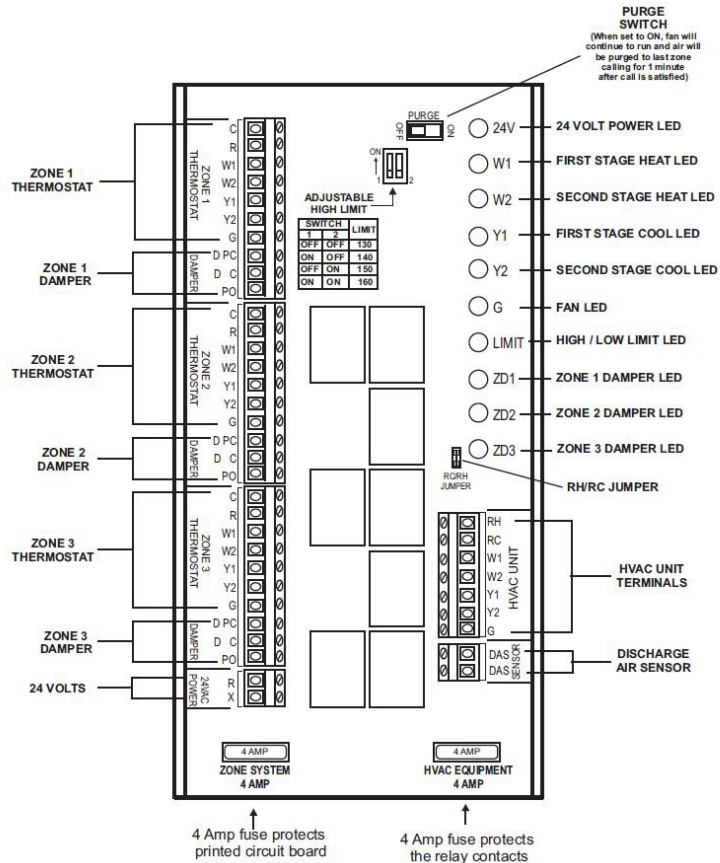 PURGE
SWITCH
(When set to ON, fan will
continue to run and air will
be purged to last zone
calling for 1 minute
after call is satisfied)
PURGE
OFF
ON
ON
1
2
ADJUSTABLE
HIGH LIMIT
SWITCH LIMIT
1 2
OFF OFF 130
ON OFF 140
OFF ON 150
ON ON 160
ZONE 1
THERMOSTAT
ZONE 1
THERMOSTAT
C
R
W1
W2
Y1
Y2
G
ZONE 1
DAMPER
DAMPER
D PC
D C
PO
ZONE 2
THERMOSTAT
ZONE 2
THERMOSTAT
C
R
W1
W2
Y1
Y2
G
ZONE 2
DAMPER
DAMPER
D PC
D C
PO
ZONE 3
THERMOSTAT
ZONE 3
THERMOSTAT
C
R
W1
W2
Y1
Y2
G
ZONE 3
DAMPER
DAMPER
D PC
D C
PO
24 VOLTS
24VAC
POWER
R
X
24V 24 VOLT POWER LED
W1 FIRST STAGE HEAT LED
W2 SECOND STAGE HEAT LED
Y1 FIRST STAGE COOL LED
Y2 SECOND STAGE COOL LED
G FAN LED
LIMIT HIGH / LOW LIMIT LED
ZD1 ZONE 1 DAMPER LED
ZD2 ZONE 2 DAMPER LED
ZD3 ZONE 3 DAMPER LED
RC/RH
JUMPER
RH/RC JUMPER
RH
RC
W1
W2
Y1
Y2
G
HVAC UNIT
HVAC UNIT
TERMINALS
DAS
DAS
SENSOR
DISCHARGE
AIR SENSOR
4 AMP
ZONE SYSTEM
4 AMP
4 AMP
HVAC EQUIPMENT
4 AMP
4 Amp fuse protects
printed circuit board
4 Amp fuse protects
the relay contacts